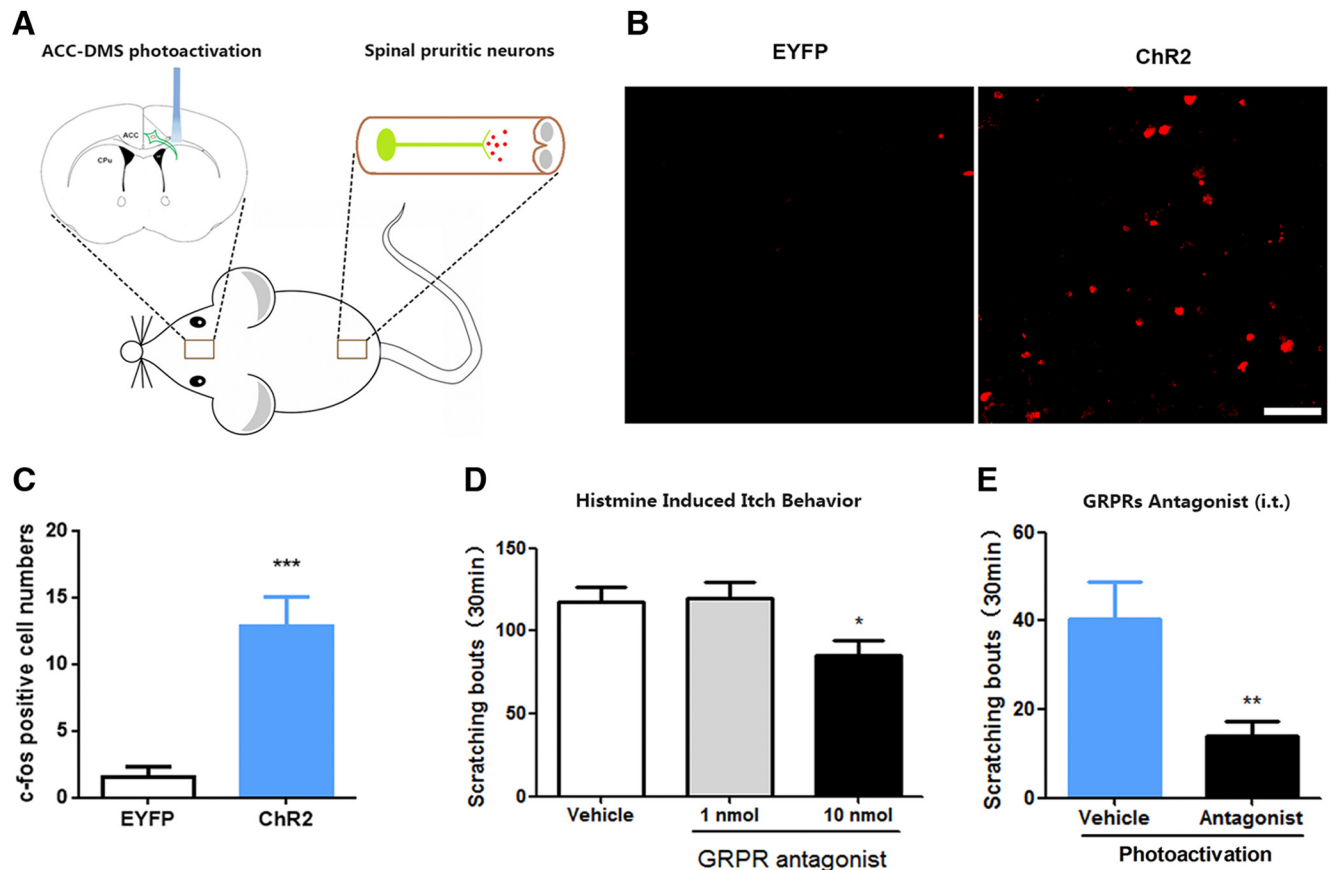 A
ACC-DMS photoactivation
Spinal pruritic neurons
ACC
CPu
B
EYFP
ChR2
C
c-fos positive cell numbers
20
15
10
5
0
***
EYFP
ChR2
D
Histmine Induced Itch Behavior
Scratching bouts（30min）
150
100
50
0
*
Vehicle
1 nmol
10 nmol
GRPR antagonist
E
GRPRs Antagonist (i.t.)
Scratching bouts（30min）
60
40
20
0
**
Vehicle
Antagonist
Photoactivation